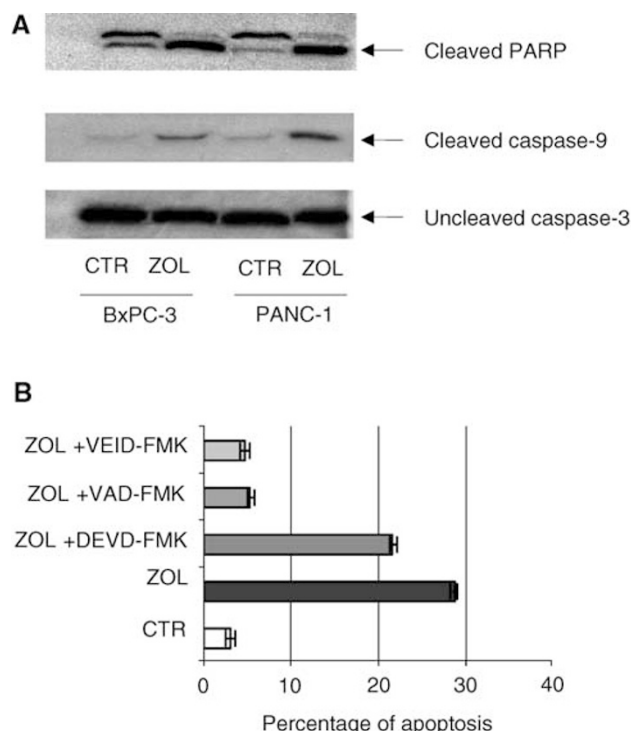 A
Cleaved PARP
Cleaved caspase-9
Uncleaved caspase-3
CTR ZOL CTR ZOL
BxPC-3 PANC-1
B
ZOL +VEID-FMK
ZOL +VAD-FMK
ZOL +DEVD-FMK
ZOL
CTR
0 10 20 30 40
Percentage of apoptosis